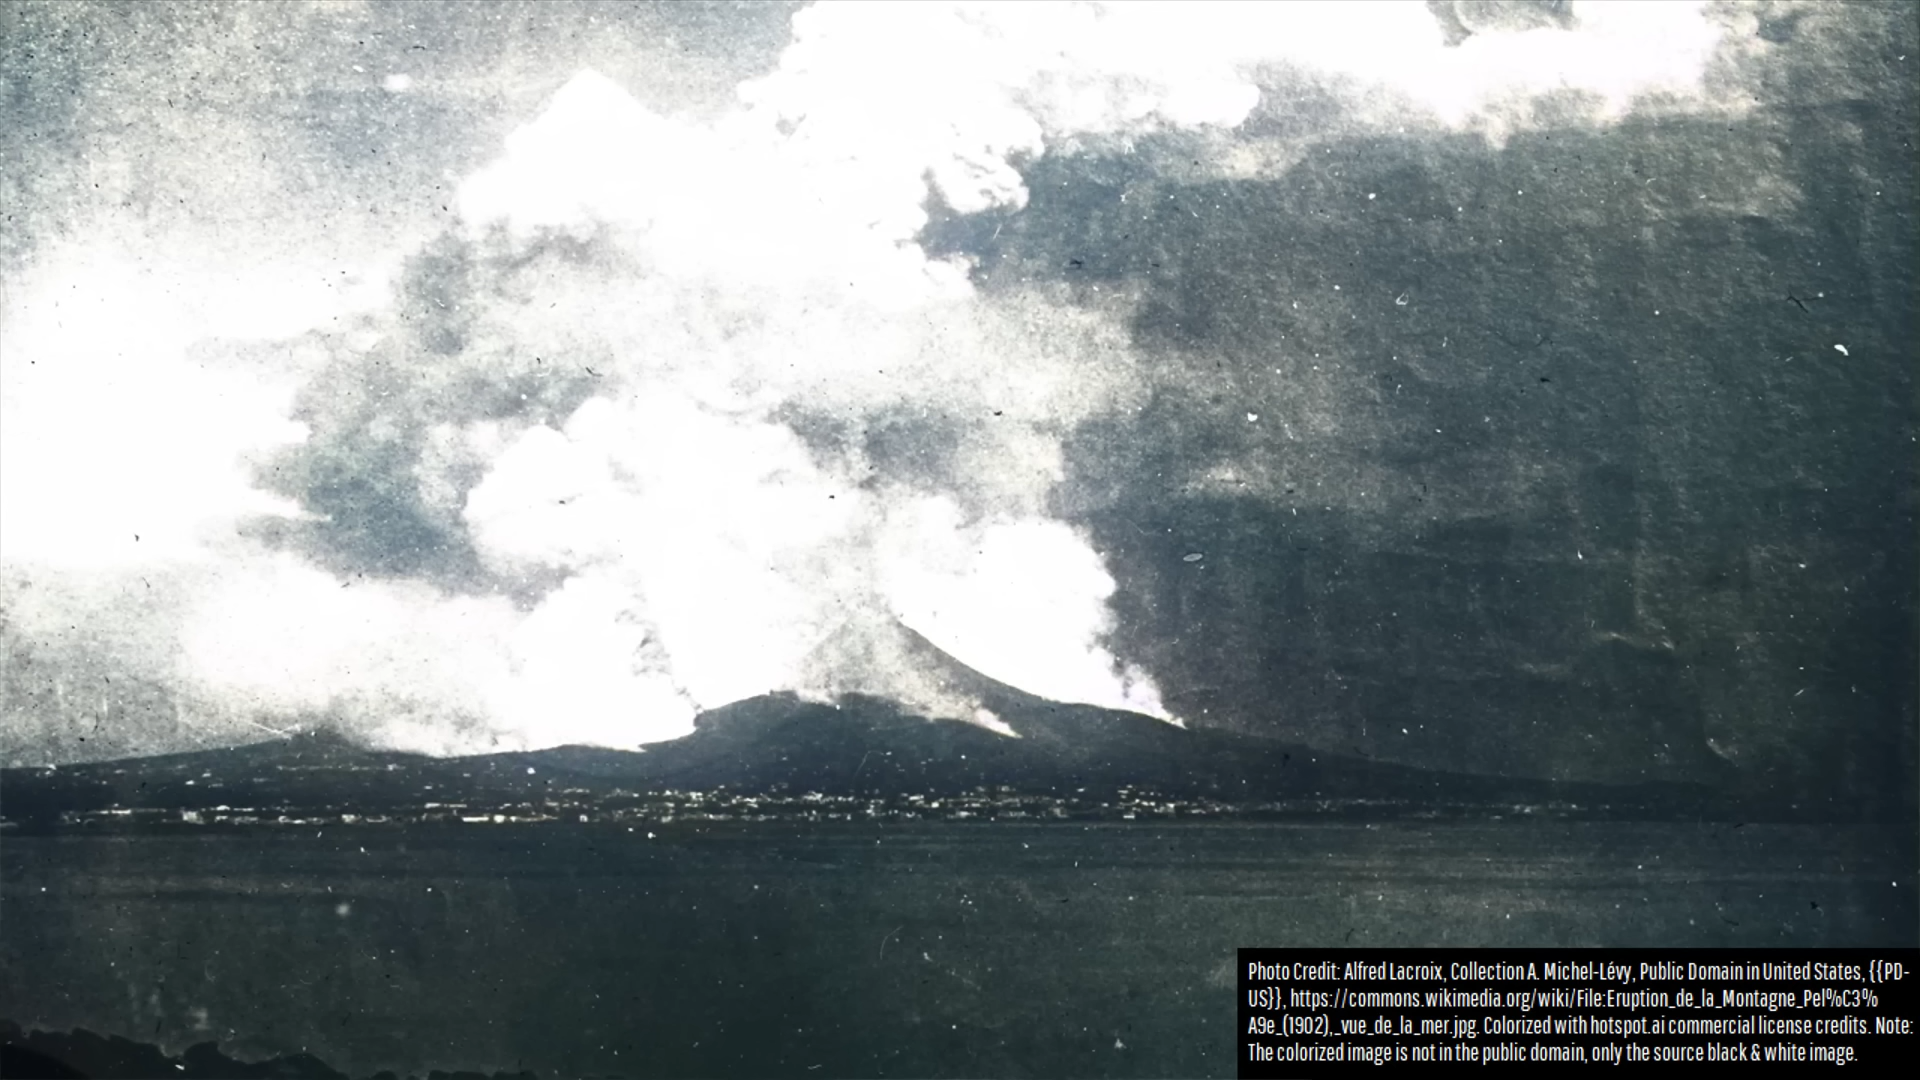 Photo Credit: Alfred Lacroix, Collection A. Michel-Lévy, Public Domain in United States, {{PD-
US}}, https://commons.wikimedia.org/wiki/File:Eruption_de_la_Montagne_Pel%C3%
A9e_(1902),_vue_de_la_mer.jpg. Colorized with hotspot.ai commercial license credits. Note:
The colorized image is not in the public domain, only the source black & white image.